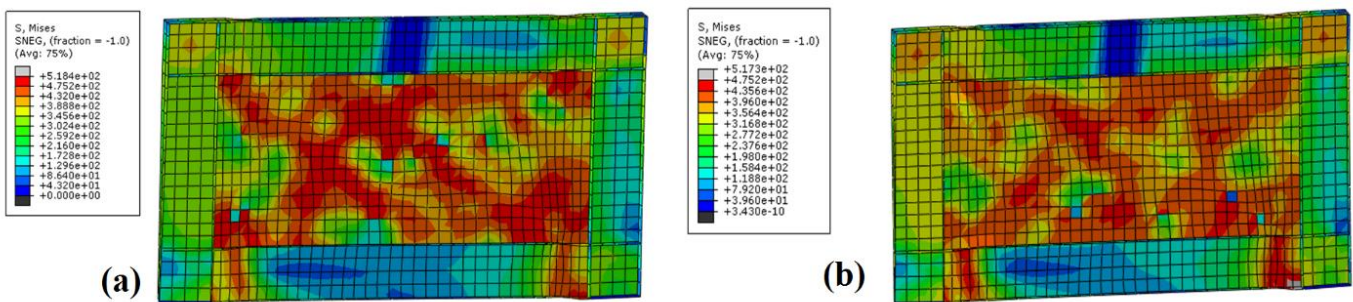 S, Mises
SNEG, (fraction = -1.0)
(Avg: 75%)
+5.184e+02
+4.752e+02
+4.320e+02
+3.888e+02
+3.456e+02
+3.024e+02
+2.592e+02
+2.160e+02
+1.728e+02
+1.296e+02
+8.640e+01
+4.320e+01
+0.000e+00
(a)
S, Mises
SNEG, (fraction = -1.0)
(Avg: 75%)
+5.173e+02
+4.752e+02
+4.356e+02
+3.960e+02
+3.564e+02
+3.168e+02
+2.772e+02
+2.376e+02
+1.980e+02
+1.584e+02
+1.188e+02
+7.920e+01
+3.960e+01
+3.430e-10
(b)